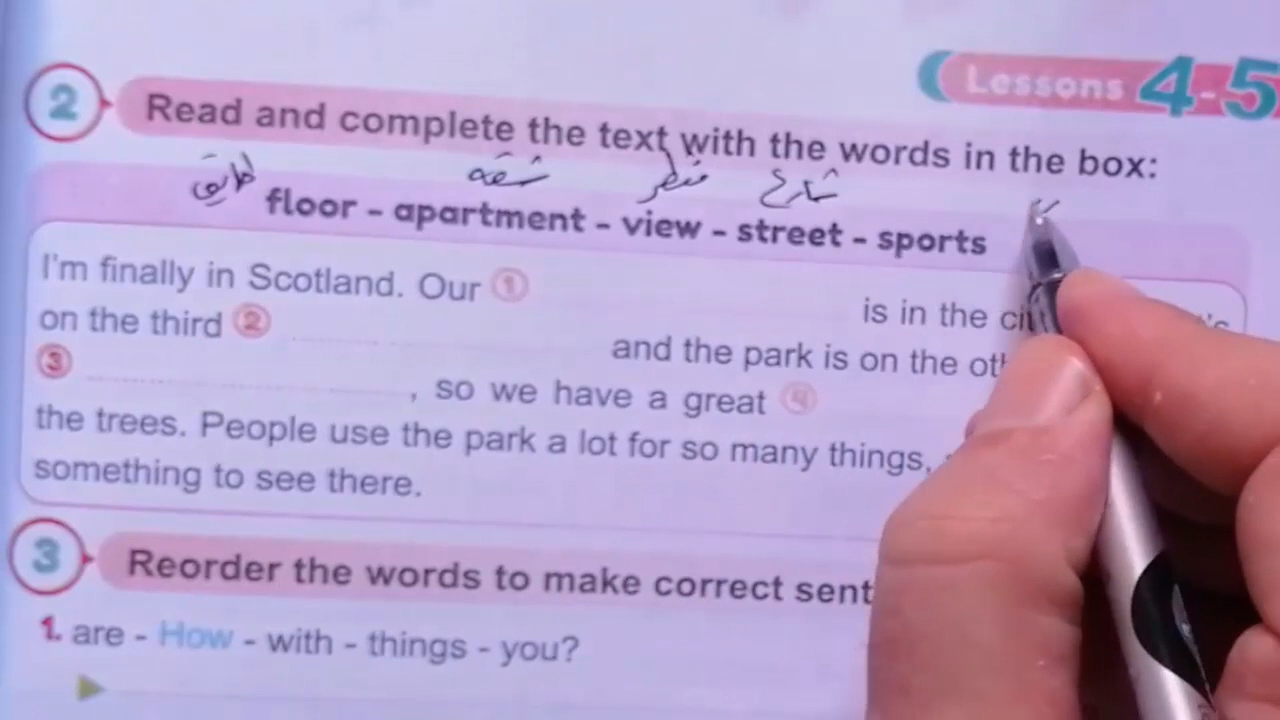 Lessons 4-5
2 Read and complete the text with the words in the box:
طابق شقة منظر شارع
floor - apartment - view - street - sports
I'm finally in Scotland. Our ① is in the
on the third ② and the park is on the
③ , so we have a great ④
the trees. People use the park a lot for so many things,
something to see there.
3 Reorder the words to make correct
1. are - How - with - things - you?